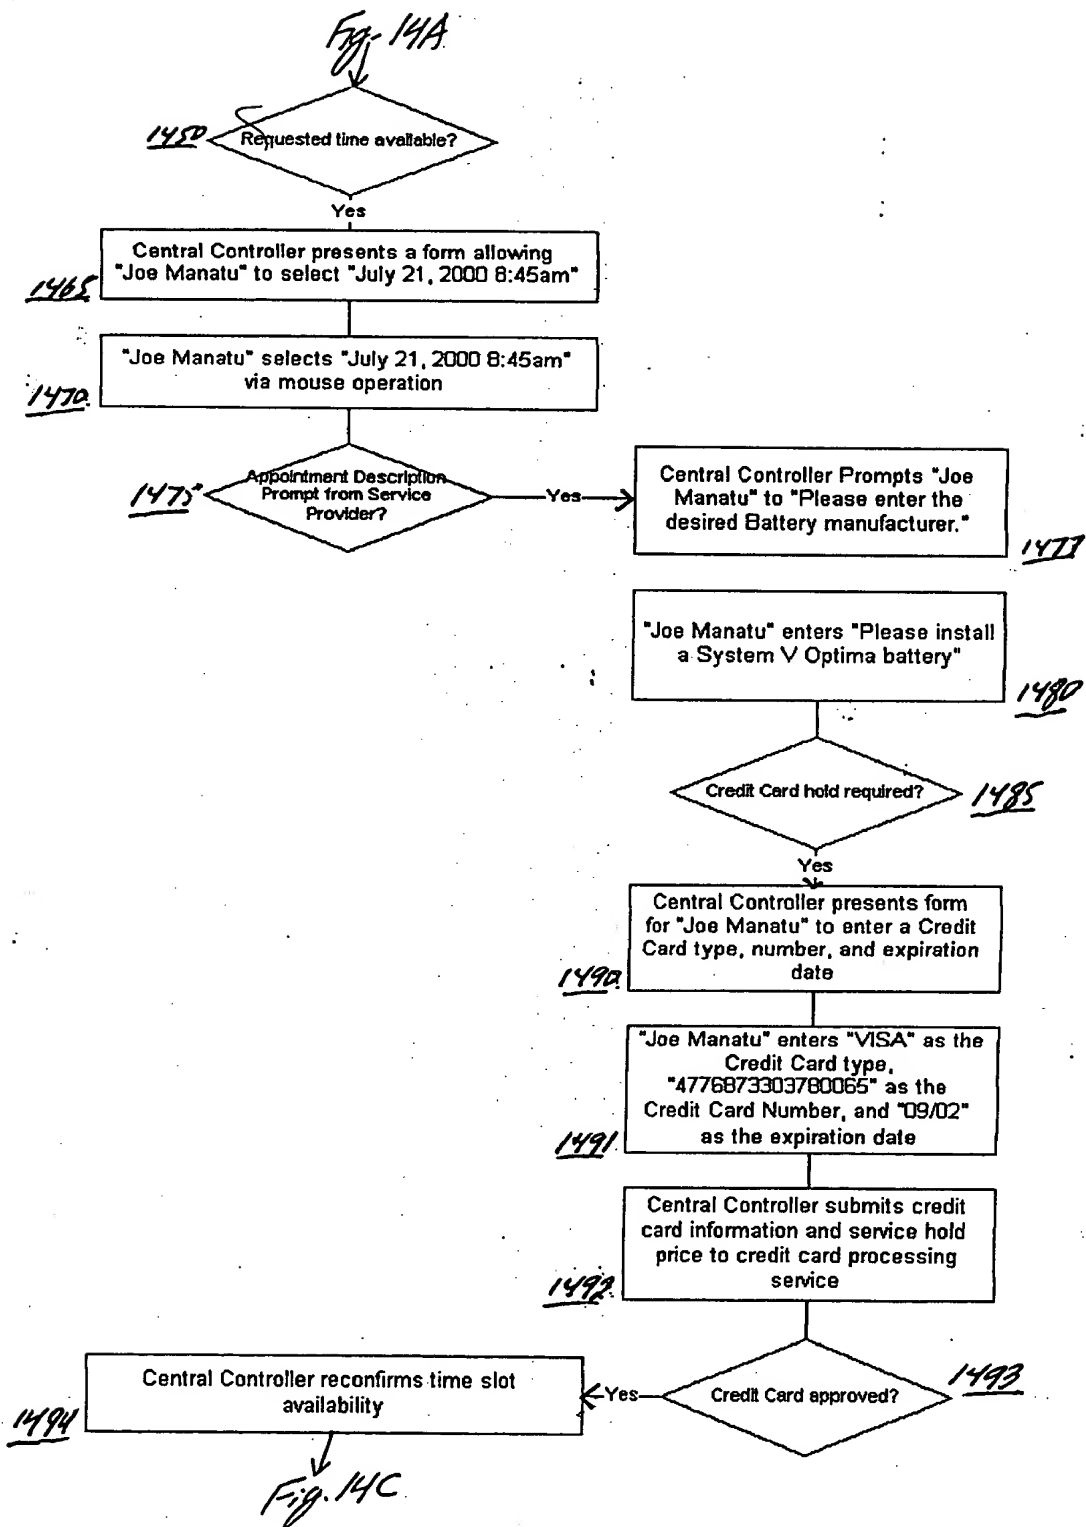 Fig. 14A
1450
Requested time available?
Yes
Central Controller presents a form allowing
"Joe Manatu" to select "July 21, 2000 8:45am"
1465
"Joe Manatu" selects "July 21, 2000 8:45am"
via mouse operation
1470
Appointment Description
Prompt from Service
Provider?
1475
Yes
Central Controller Prompts "Joe
Manatu" to "Please enter the
desired Battery manufacturer."
1477
"Joe Manatu" enters "Please install
a System V Optima battery"
1480
Credit Card hold required?
1485
Yes
Central Controller presents form
for "Joe Manatu" to enter a Credit
Card type, number, and expiration
date
1490
"Joe Manatu" enters "VISA" as the
Credit Card type,
"4776873303780065" as the
Credit Card Number, and "09/02"
as the expiration date
1491
Central Controller submits credit
card information and service hold
price to credit card processing
service
1492
Credit Card approved?
1493
Yes
Central Controller reconfirms time slot
availability
1494
Fig. 14C